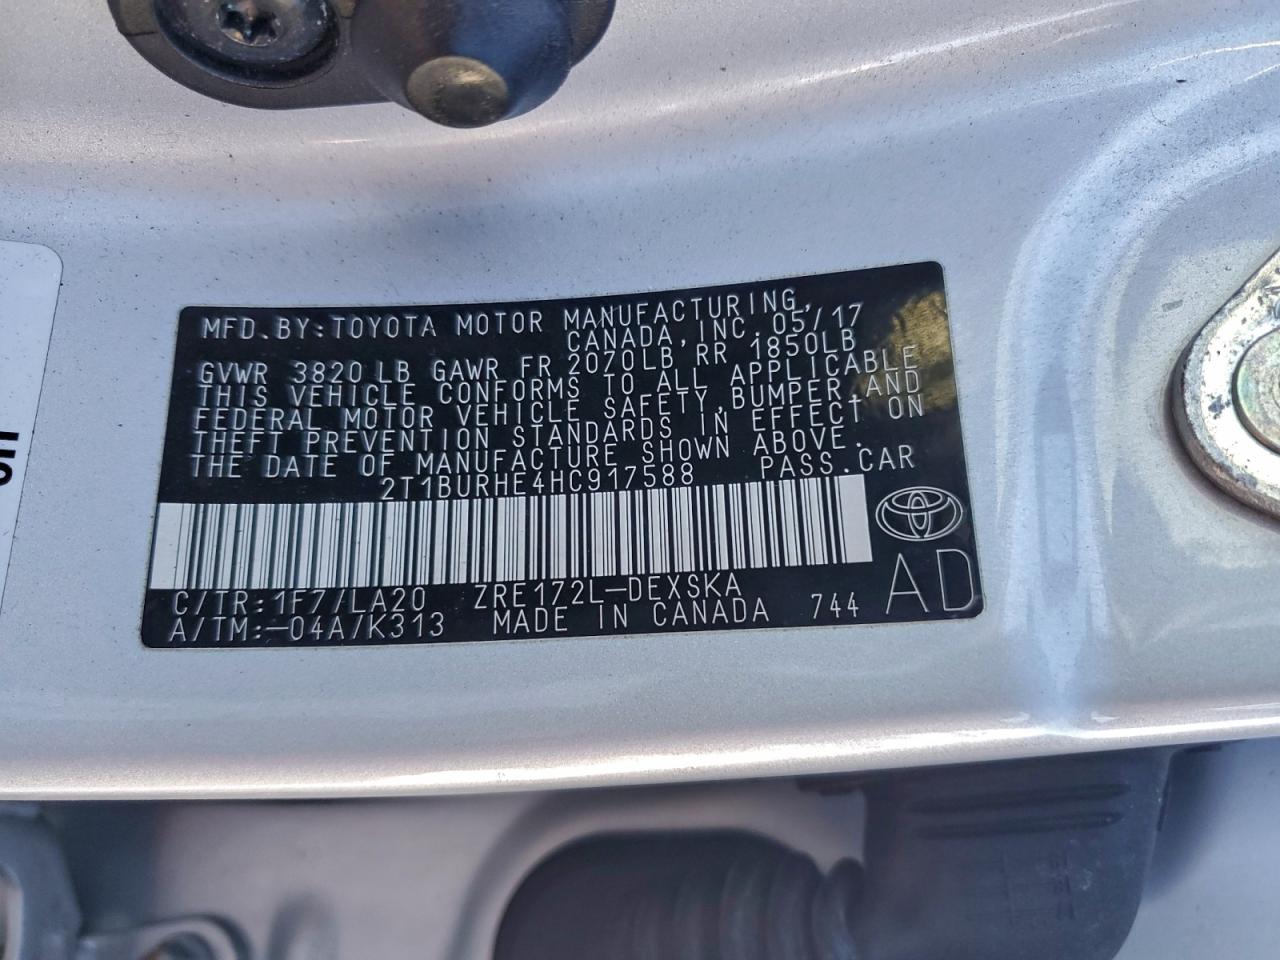 MFD.BY:TOYOTA MOTOR MANUFACTURING,
CANADA,INC. 05/17
GVWR 3820 LB GAWR FR 2070LB RR 1850LB
THIS VEHICLE CONFORMS TO ALL APPLICABLE
FEDERAL MOTOR VEHICLE SAFETY,BUMPER AND
THEFT PREVENTION STANDARDS IN EFFECT ON
THE DATE OF MANUFACTURE SHOWN ABOVE.
2T1BURHE4HC917588 PASS.CAR
C/TR:1F7/LA20 ZRE172L-DEXSKA
A/TM:-04A/K313 MADE IN CANADA 744
AD